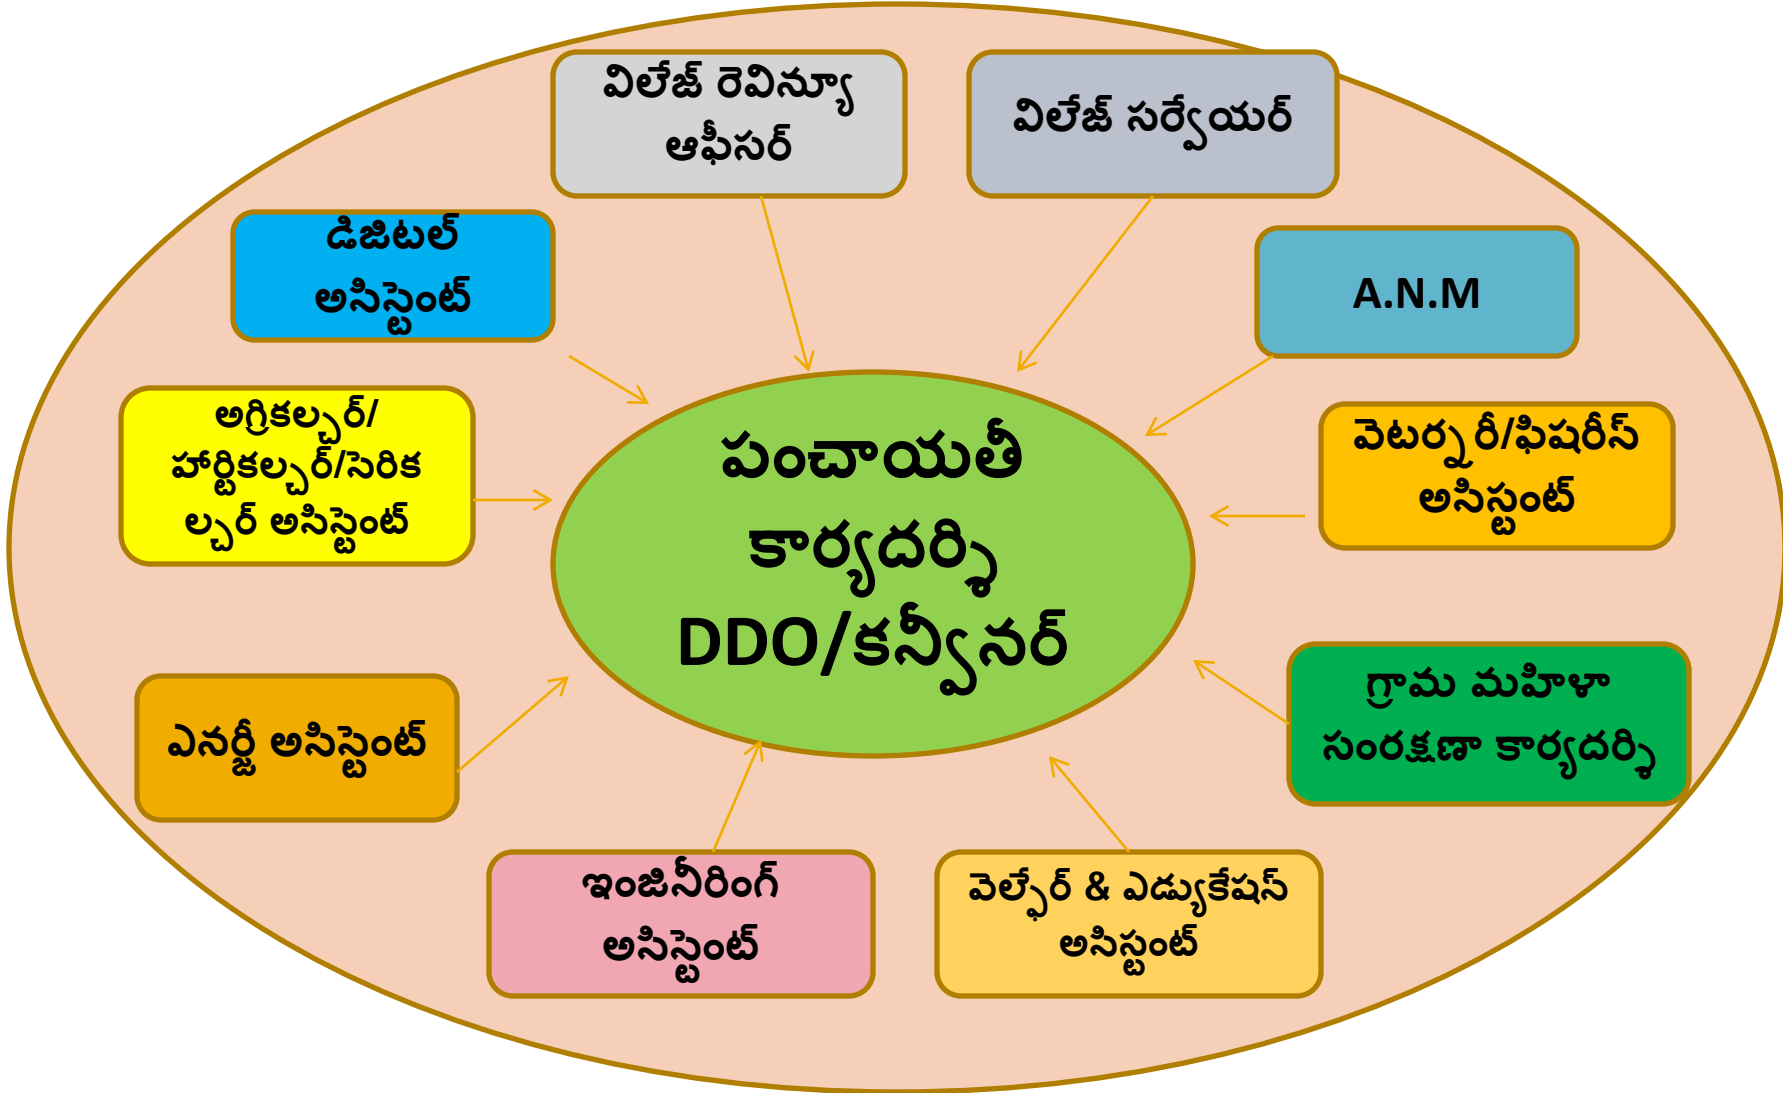 విలేజ్ రెవిన్యూ
ఆఫీసర్
విలేజ్ సర్వేయర్
డిజిటల్
అసిస్టెంట్
A.N.M
అగ్రికల్చర్/
హార్టికల్చర్/సెరిక
ల్చర్ అసిస్టెంట్
వెటర్నరీ/ఫిషరీస్
అసిస్టంట్
పంచాయతీ
కార్యదర్శి
DDO/కన్వీనర్
ఎనర్జీ అసిస్టెంట్
గ్రామ మహిళా
సంరక్షణా కార్యదర్శి
ఇంజినీరింగ్
అసిస్టెంట్
వెల్ఫేర్ & ఎడ్యుకేషన్
అసిస్టంట్